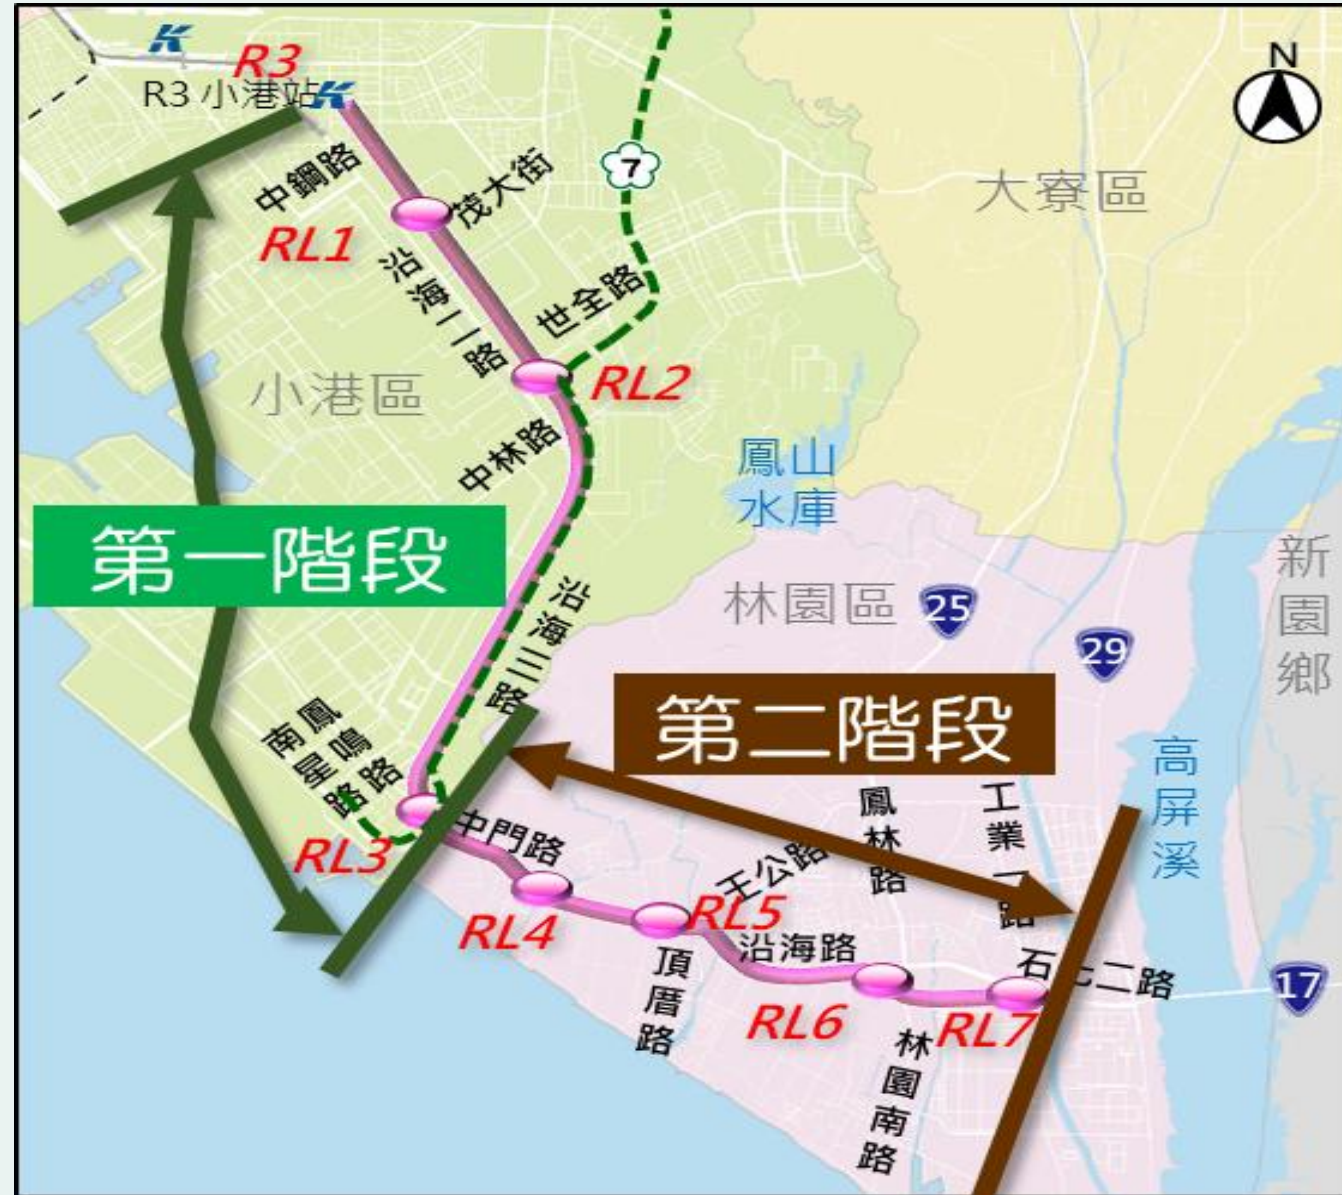 N
R3
R3 小港站
中鋼路
茂大街
RL1
7
大寮區
沿海二路
世全路
RL2
小港區
中林路
鳳山
水庫
第一階段
新園鄉
林園區
25
29
沿海三路
第二階段
南星路
鳳鳴路
高屏溪
RL3
中門路
王公路
鳳林路
工業一路
RL4
RL5
沿海路
頂厝路
石化二路
17
RL6
RL7
林園南路